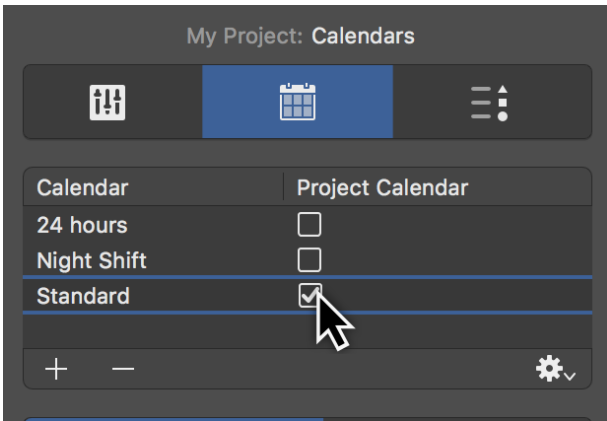 My Project: Calendars
Calendar Project Calendar
24 hours
Night Shift
Standard